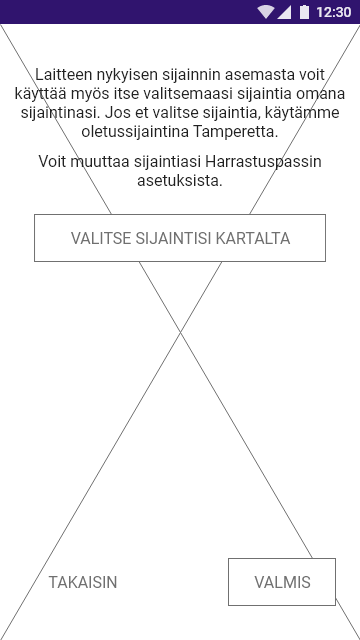 12:30
Laitteen nykyisen sijainnin asemasta voit
käyttää myös itse valitsemaasi sijaintia omana
sijaintinasi. Jos et valitse sijaintia, käytämme
oletussijaintina Tamperetta.
Voit muuttaa sijaintiasi Harrastuspassin
asetuksista.
VALITSE SIJAINTISI KARTALTA
TAKAISIN
VALMIS